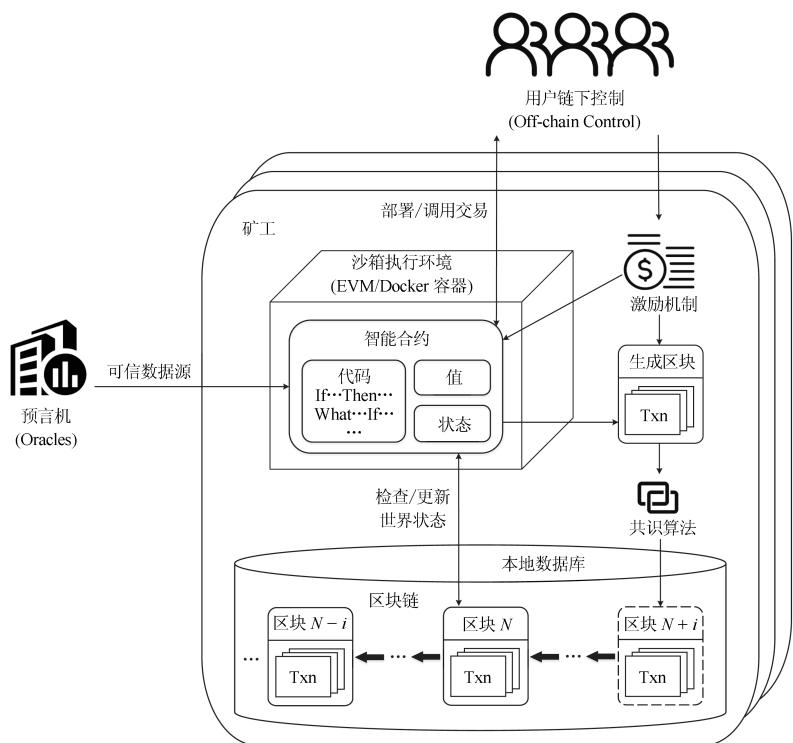 用户链下控制
(Off-chain Control)
部署/调用交易
矿工
沙箱执行环境
(EVM/Docker 容器)
激励机制
智能合约
代码
If…Then…
What…If…
…
值
状态
生成区块
Txn
可信数据源
预言机
(Oracles)
检查/更新
世界状态
共识算法
本地数据库
区块链
区块 N − i
区块 N
区块 N + i
…
Txn
…
Txn
…
Txn